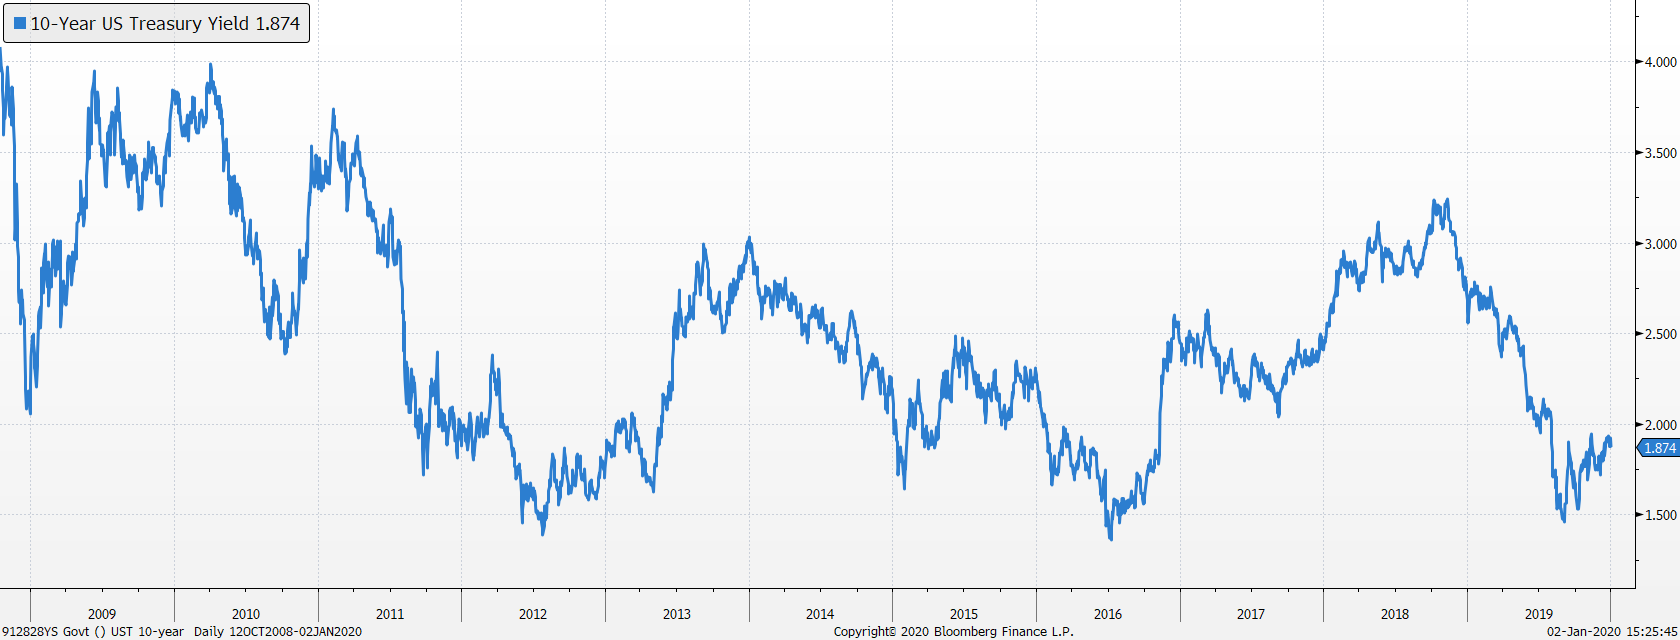 10-Year US Treasury Yield 1.874
4.000
3.500
3.000
2.500
2.000
1.874
1.500
2009 2010 2011 2012 2013 2014 2015 2016 2017 2018 2019
912828YS Govt () UST 10-year Daily 12OCT2008-02JAN2020 Copyright© 2020 Bloomberg Finance L.P. 02-Jan-2020 15:25:45